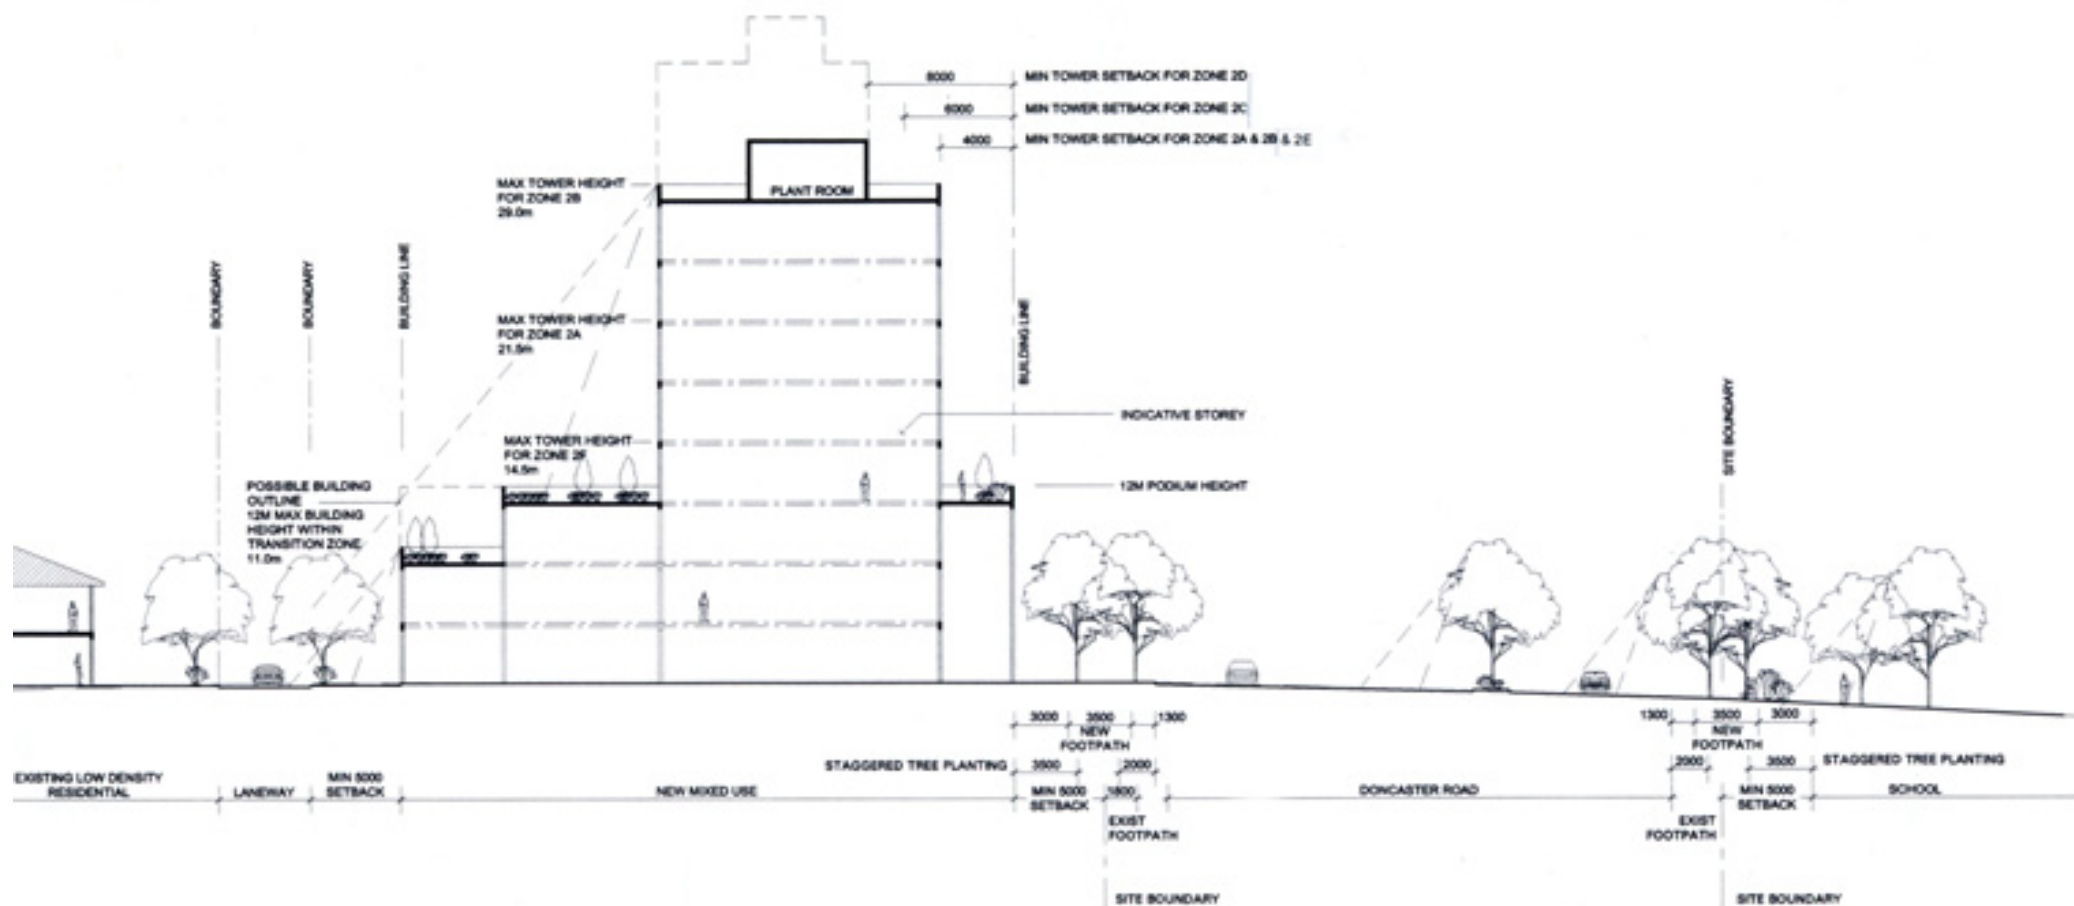 8000
MIN TOWER SETBACK FOR ZONE 2D
6000
MIN TOWER SETBACK FOR ZONE 2C
4000
MIN TOWER SETBACK FOR ZONE 2A & 2B & 2E
MAX TOWER HEIGHT
FOR ZONE 2B
29.0m
PLANT ROOM
BOUNDARY
BOUNDARY
BUILDING LINE
MAX TOWER HEIGHT
FOR ZONE 2A
21.5m
BUILDING LINE
INDICATIVE STOREY
SITE BOUNDARY
MAX TOWER HEIGHT
FOR ZONE 2F
14.5m
POSSIBLE BUILDING
OUTLINE
12M MAX BUILDING
HEIGHT WITHIN
TRANSITION ZONE
11.0m
12M PODIUM HEIGHT
3000
3500
1300
NEW
FOOTPATH
1300
3500
3000
NEW
FOOTPATH
STAGGERED TREE PLANTING
3500
2000
2000
3500
STAGGERED TREE PLANTING
EXISTING LOW DENSITY
RESIDENTIAL
LANEWAY
MIN 5000
SETBACK
NEW MIXED USE
MIN 5000
SETBACK
1800
DONCASTER ROAD
MIN 5000
SETBACK
SCHOOL
EXIST
FOOTPATH
EXIST
FOOTPATH
SITE BOUNDARY
SITE BOUNDARY